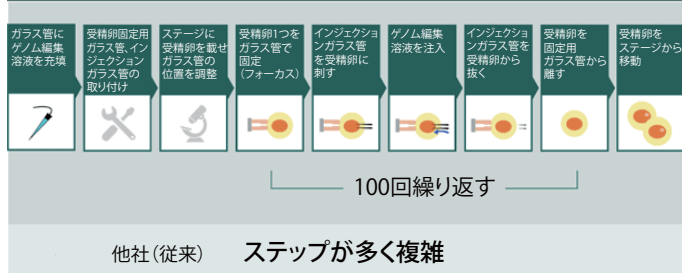 ガラス管に
ゲノム編集
溶液を充填
受精卵固定用
ガラス管、イン
ジェクション
ガラス管の
取り付け
ステージに
受精卵を載せ
ガラス管の
位置を調整
受精卵1つを
ガラス管で
固定
（フォーカス）
インジェクショ
ンガラス管
を受精卵に
刺す
ゲノム編集
溶液を注入
インジェクショ
ンガラス管を
受精卵から
抜く
受精卵を
固定用
ガラス管から
離す
受精卵を
ステージから
移動
100回繰り返す
他社（従来） ステップが多く複雑